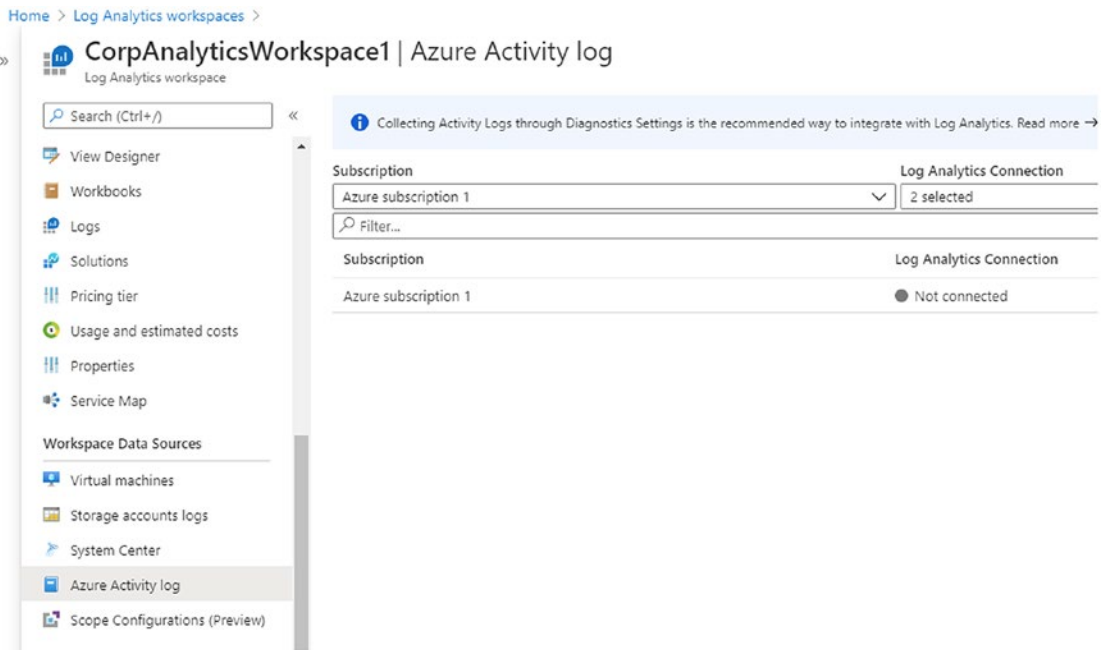 Home > Log Analytics workspaces >
»
CorpAnalyticsWorkspace1 | Azure Activity log
Log Analytics workspace
Search (Ctrl+/)
«
View Designer
Workbooks
Logs
Solutions
Pricing tier
Usage and estimated costs
Properties
Service Map
Workspace Data Sources
Virtual machines
Storage accounts logs
System Center
Azure Activity log
Scope Configurations (Preview)
Collecting Activity Logs through Diagnostics Settings is the recommended way to integrate with Log Analytics. Read more →
Subscription Log Analytics Connection
Azure subscription 1 2 selected
Filter...
Subscription Log Analytics Connection
Azure subscription 1 Not connected